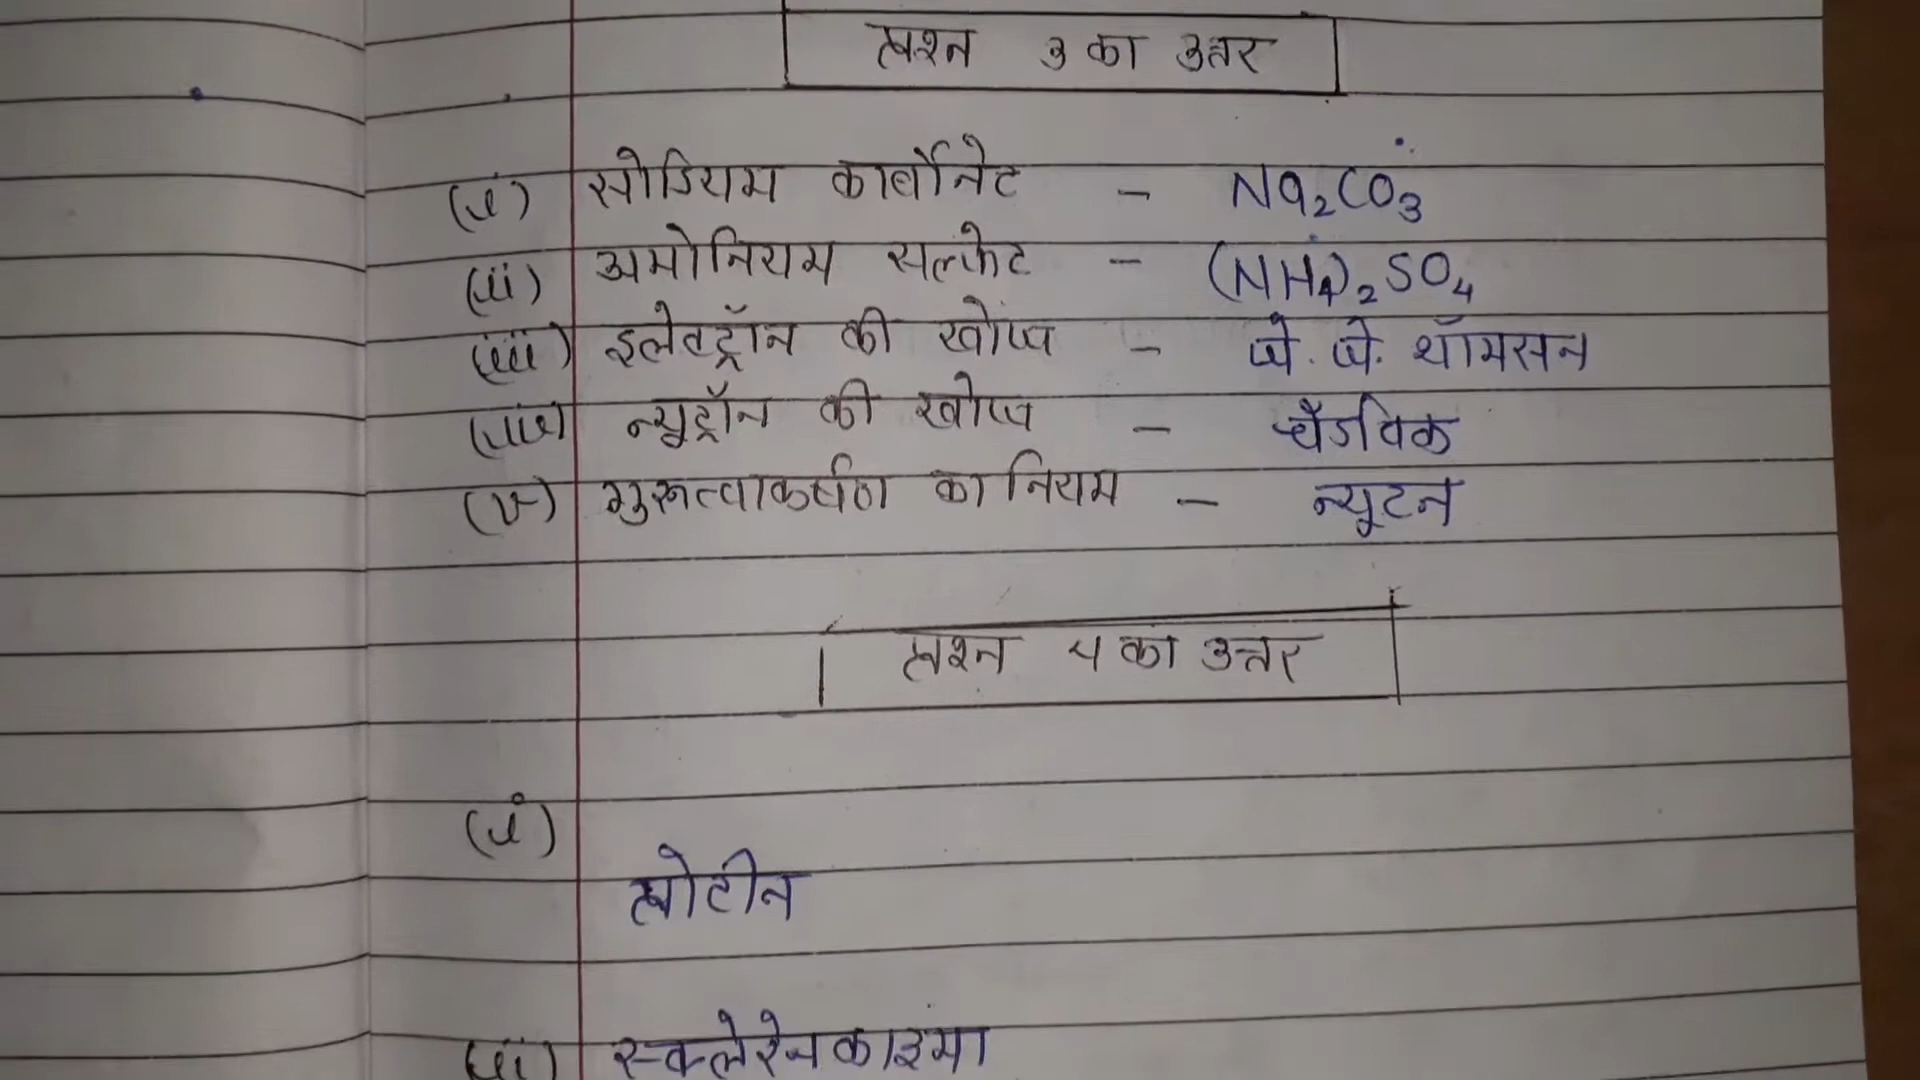 प्रश्न 3 का उत्तर
(i) सोडियम कार्बोनेट - Na₂CO₃
(ii) अमोनियम सल्फेट - (NH₄)₂SO₄
(iii) इलेक्ट्रॉन की खोज - जे. जे. थॉमसन
(iv) न्यूट्रॉन की खोज - चैडविक
(v) गुरुत्वाकर्षण का नियम - न्यूटन
प्रश्न 4 का उत्तर
(i)
प्रोटीन
(ii) स्क्लेरेनकाइमा